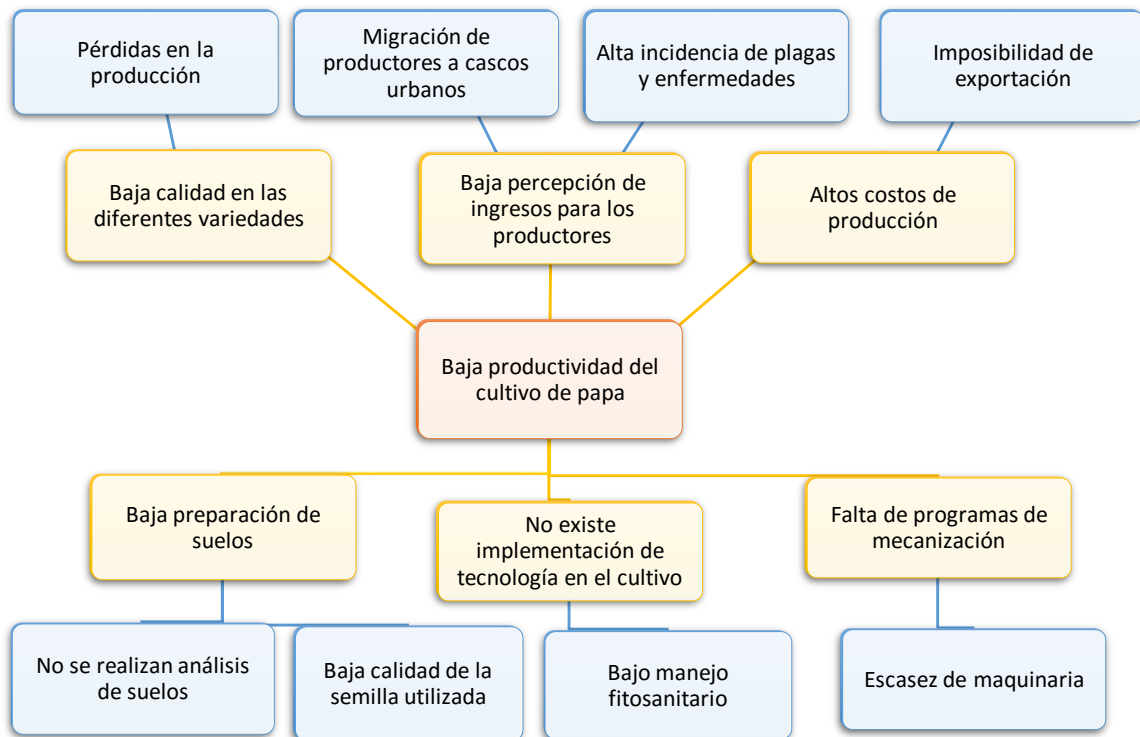 Pérdidas en la
producción
Migración de
productores a cascos
urbanos
Alta incidencia de plagas
y enfermedades
Imposibilidad de
exportación
Baja calidad en las
diferentes variedades
Baja percepción de
ingresos para los
productores
Altos costos de
producción
Baja productividad del
cultivo de papa
Baja preparación de
suelos
No existe
implementación de
tecnología en el cultivo
Falta de programas de
mecanización
No se realizan análisis
de suelos
Baja calidad de la
semilla utilizada
Bajo manejo
fitosanitario
Escasez de maquinaria